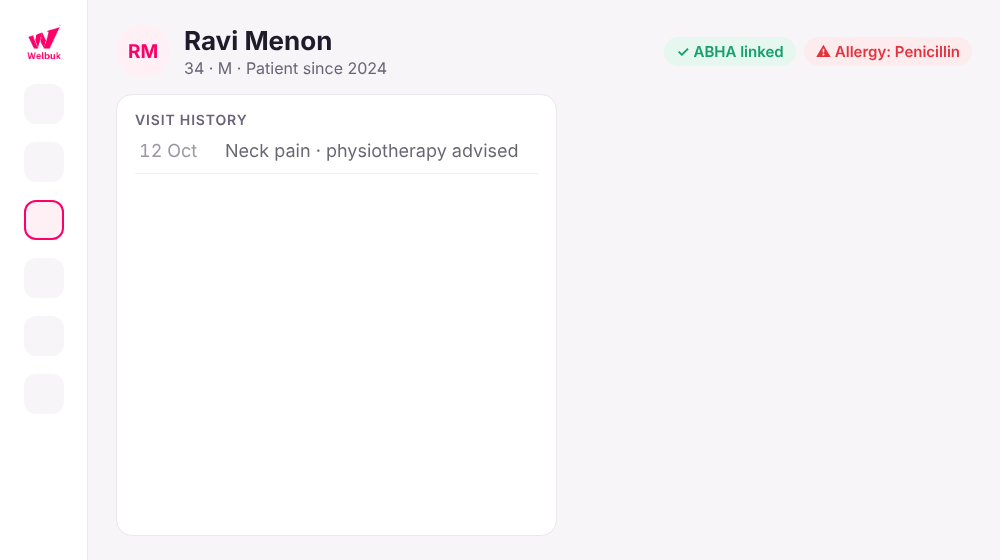 Welbuk
RM
Ravi Menon
34 · M · Patient since 2024
✓ ABHA linked
⚠ Allergy: Penicillin
VISIT HISTORY
12 Oct Neck pain · physiotherapy advised